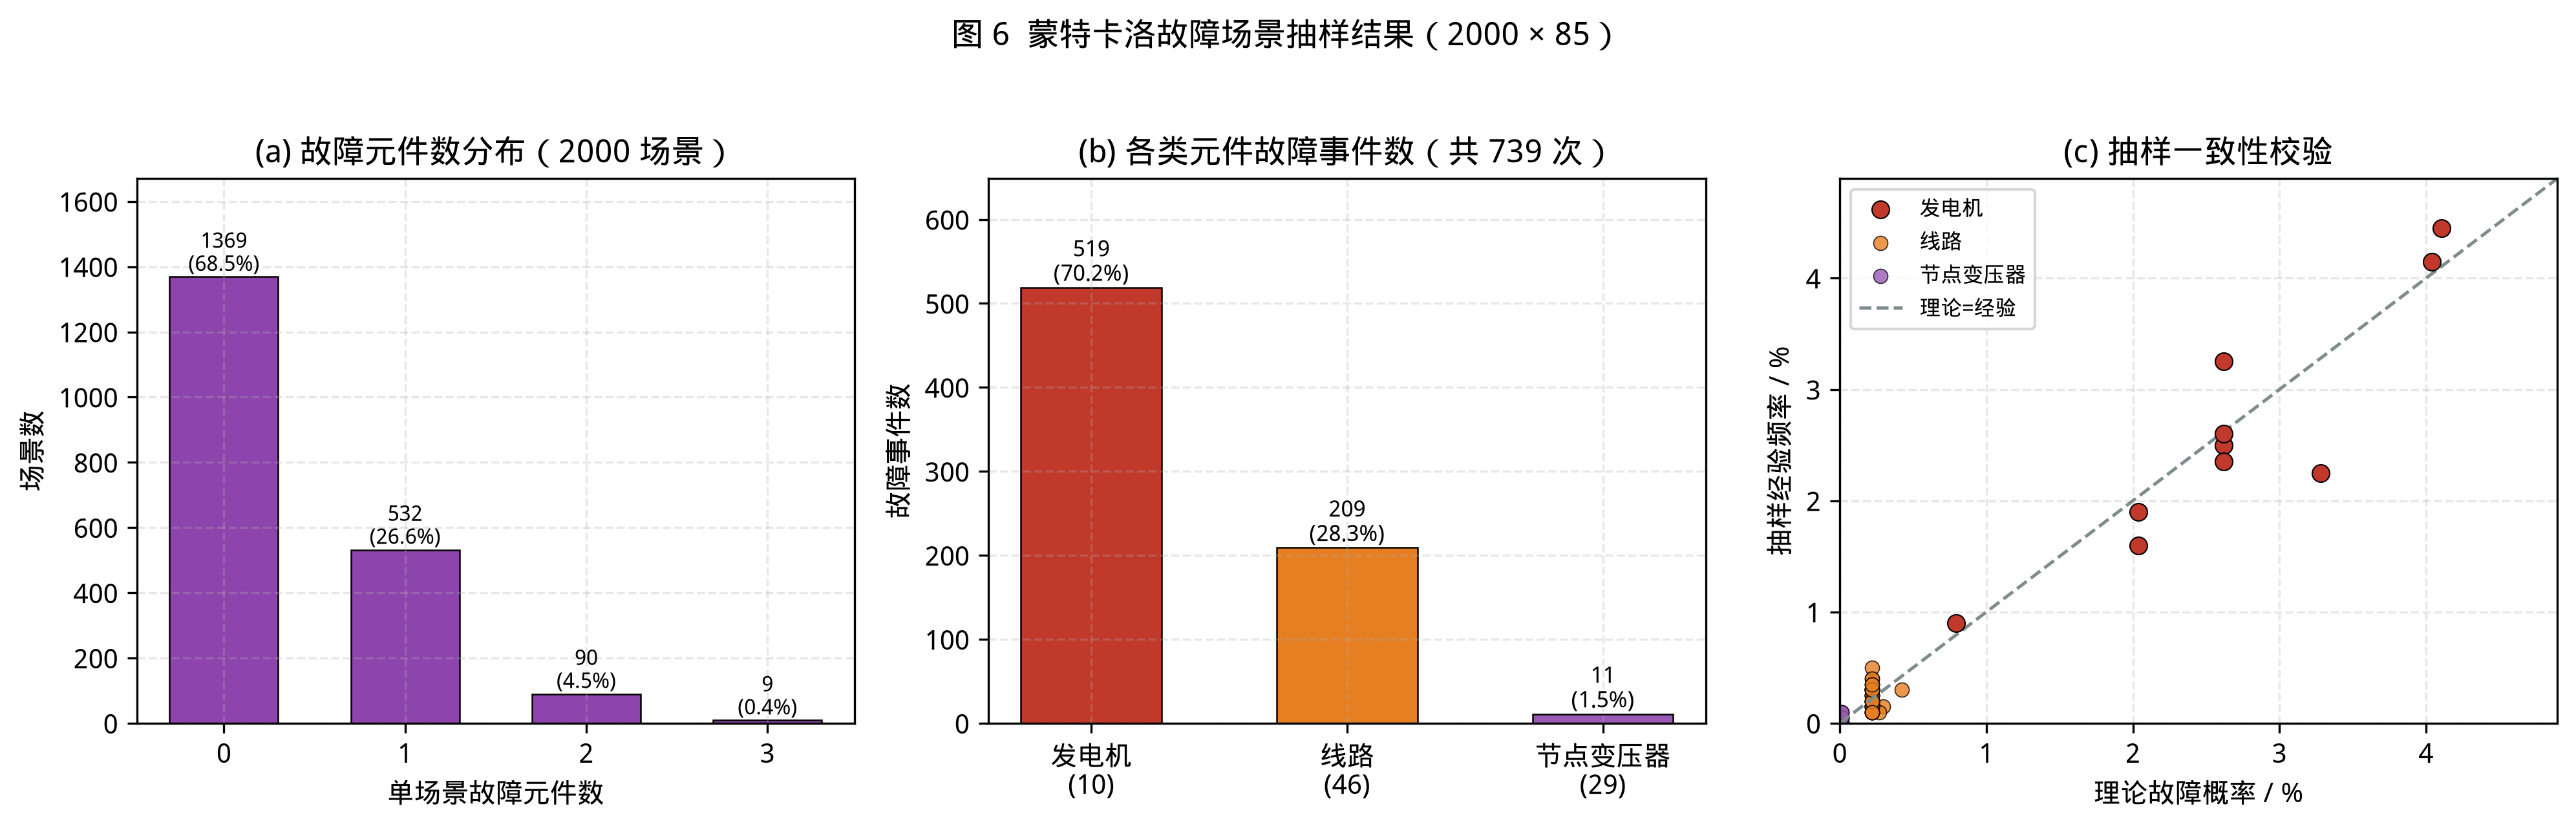 图 6 蒙特卡洛故障场景抽样结果（2000 × 85）
(a) 故障元件数分布（2000 场景）
场景数
1600
1400
1200
1000
800
600
400
200
0
1369
(68.5%)
532
(26.6%)
90
(4.5%)
9
(0.4%)
0 1 2 3
单场景故障元件数
(b) 各类元件故障事件数（共 739 次）
故障事件数
600
500
400
300
200
100
0
519
(70.2%)
209
(28.3%)
11
(1.5%)
发电机 线路 节点变压器
(10) (46) (29)
(c) 抽样一致性校验
抽样经验频率 / %
4
3
2
1
0
发电机
线路
节点变压器
理论=经验
0 1 2 3 4
理论故障概率 / %